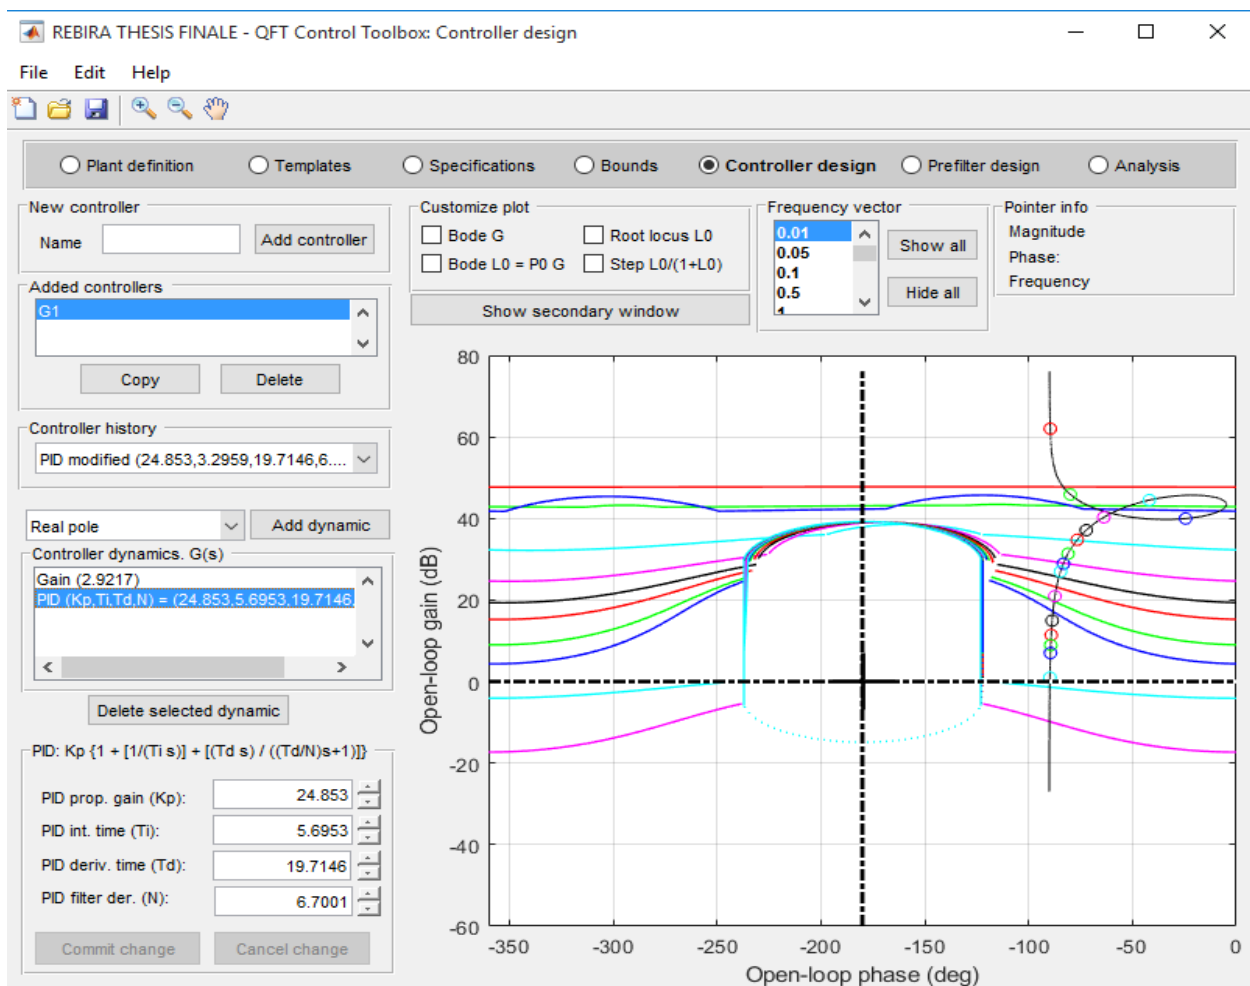 REBIRA THESIS FINALE - QFT Control Toolbox: Controller design
File Edit Help
Plant definition Templates Specifications Bounds Controller design Prefilter design Analysis
New controller
Name Add controller
Customize plot
Bode G Root locus L0
Bode L0 = P0 G Step L0/(1+L0)
Show secondary window
Frequency vector
0.01
0.05
0.1
0.5
Show all
Hide all
Pointer info
Magnitude
Phase:
Frequency
Added controllers
G1
Copy Delete
Controller history
PID modified (24.853,3.2959,19.7146,6....
Real pole Add dynamic
Controller dynamics. G(s)
Gain (2.9217)
PID (Kp,Ti,Td,N) = (24.853,5.6953,19.7146,
Delete selected dynamic
PID: Kp {1 + [1/(Ti s)] + [(Td s) / ((Td/N)s+1)]}
PID prop. gain (Kp): 24.853
PID int. time (Ti): 5.6953
PID deriv. time (Td): 19.7146
PID filter der. (N): 6.7001
Commit change Cancel change
Open-loop gain (dB)
80
60
40
20
0
-20
-40
-60
-350 -300 -250 -200 -150 -100 -50 0
Open-loop phase (deg)